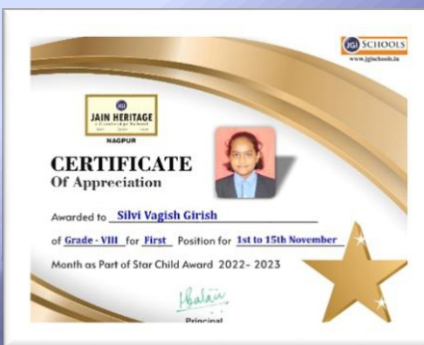 JGI SCHOOLS
www.jgischools.in
JGI
JAIN HERITAGE
NAGPUR
CERTIFICATE
Of Appreciation
Awarded to Silvi Vagish Girish
of Grade - VIII for First Position for 1st to 15th November
Month as Part of Star Child Award 2022- 2023
Principal